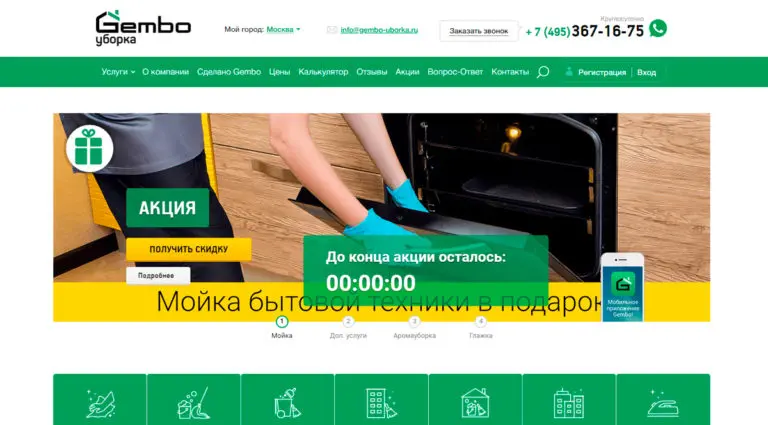 Gembo
уборка
Мой город: Москва
info@gembo-uborka.ru
Заказать звонок
Круглосуточно
+ 7 (495) 367-16-75
Услуги О компании Сделано Gembo Цены Калькулятор Отзывы Акции Вопрос-Ответ Контакты
Регистрация Вход
АКЦИЯ
ПОЛУЧИТЬ СКИДКУ
Подробнее
До конца акции осталось:
00:00:00
Мойка бытовой техники в подарок
Мобильное
приложение
Gembo!
1 2 3 4
Мойка Доп. услуги Аромауборка Глажка